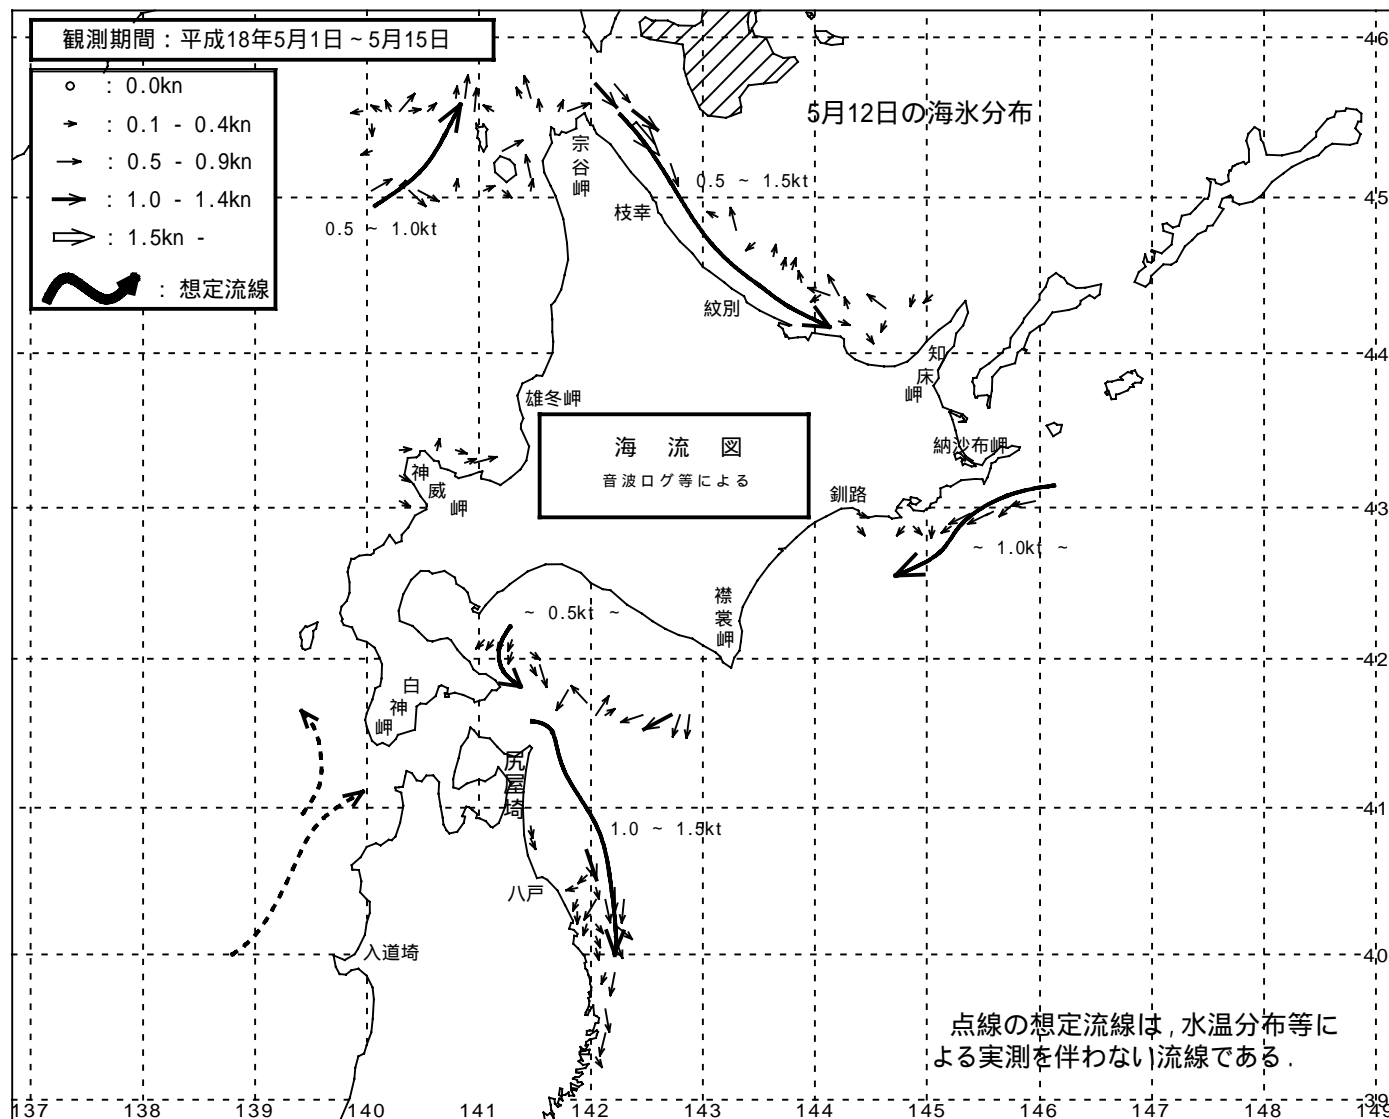 観測期間：平成18年5月1日～5月15日
：0.0kn
：0.1 - 0.4kn
：0.5 - 0.9kn
：1.0 - 1.4kn
：1.5kn -
：想定流線
5月12日の海氷分布
宗谷岬
枝幸
0.5 ～ 1.5kt
0.5 ～ 1.0kt
紋別
知床岬
雄冬岬
海 流 図
音波ログ等による
納沙布岬
神威岬
釧路
～ 1.0kt ～
襟裳岬
～ 0.5kt ～
白神岬
尻屋埼
1.0 ～ 1.5kt
八戸
入道埼
点線の想定流線は，水温分布等に
よる実測を伴わない流線である．
46
45
44
43
42
41
40
39
137 138 139 140 141 142 143 144 145 146 147 148 149